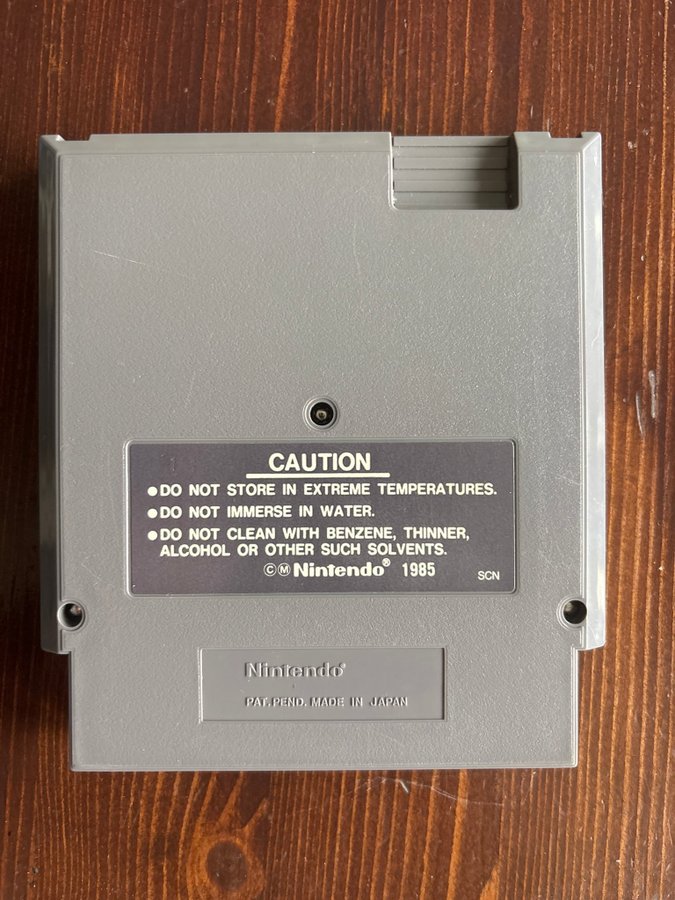 CAUTION
●DO NOT STORE IN EXTREME TEMPERATURES.
●DO NOT IMMERSE IN WATER.
●DO NOT CLEAN WITH BENZENE, THINNER,
ALCOHOL OR OTHER SUCH SOLVENTS.
©Ⓜ Nintendo® 1985
SCN
Nintendo®
PAT. PEND. MADE IN JAPAN